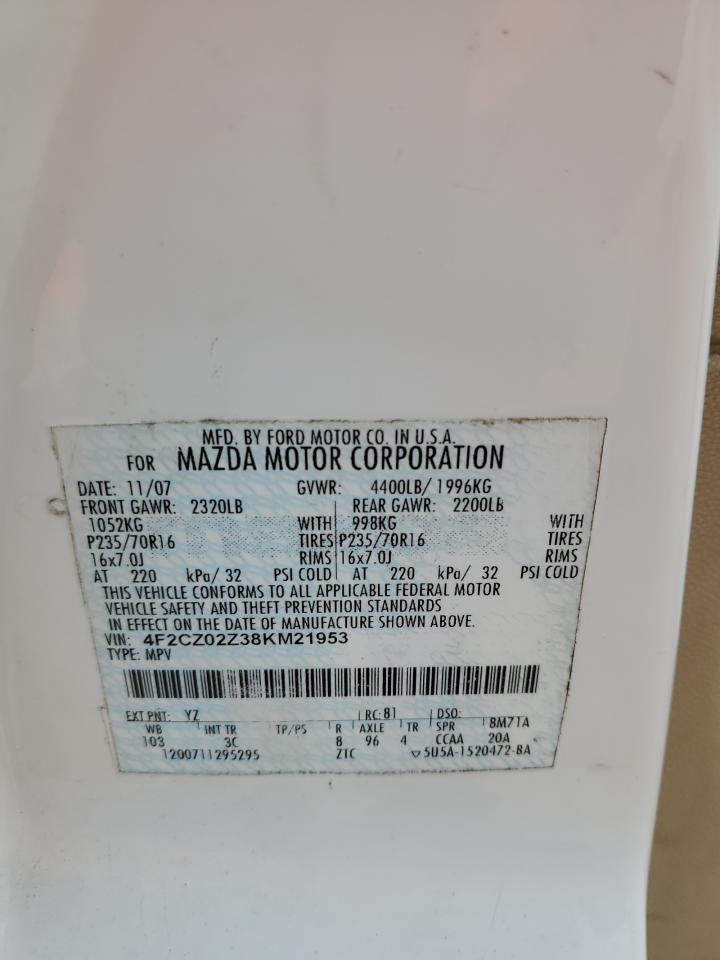 MFD. BY FORD MOTOR CO. IN U.S.A.
FOR MAZDA MOTOR CORPORATION
DATE: 11/07 GVWR: 4400LB/ 1996KG
FRONT GAWR: 2320LB REAR GAWR: 2200LB
1052KG WITH 998KG WITH
P235/70R16 TIRES P235/70R16 TIRES
16x7.0J RIMS 16x7.0J RIMS
AT 220 kPa/ 32 PSI COLD AT 220 kPa/ 32 PSI COLD
THIS VEHICLE CONFORMS TO ALL APPLICABLE FEDERAL MOTOR
VEHICLE SAFETY AND THEFT PREVENTION STANDARDS
IN EFFECT ON THE DATE OF MANUFACTURE SHOWN ABOVE.
VIN: 4F2CZ02Z38KM21953
TYPE: MPV
EXT PNT: YZ RC: 81 DSO:
WB INT TR TP/PS R AXLE TR SPR 8M71A
103 3C 8 96 4 CCAA 20A
1200711295295 ZTC ▽5U5A-1520472-BA